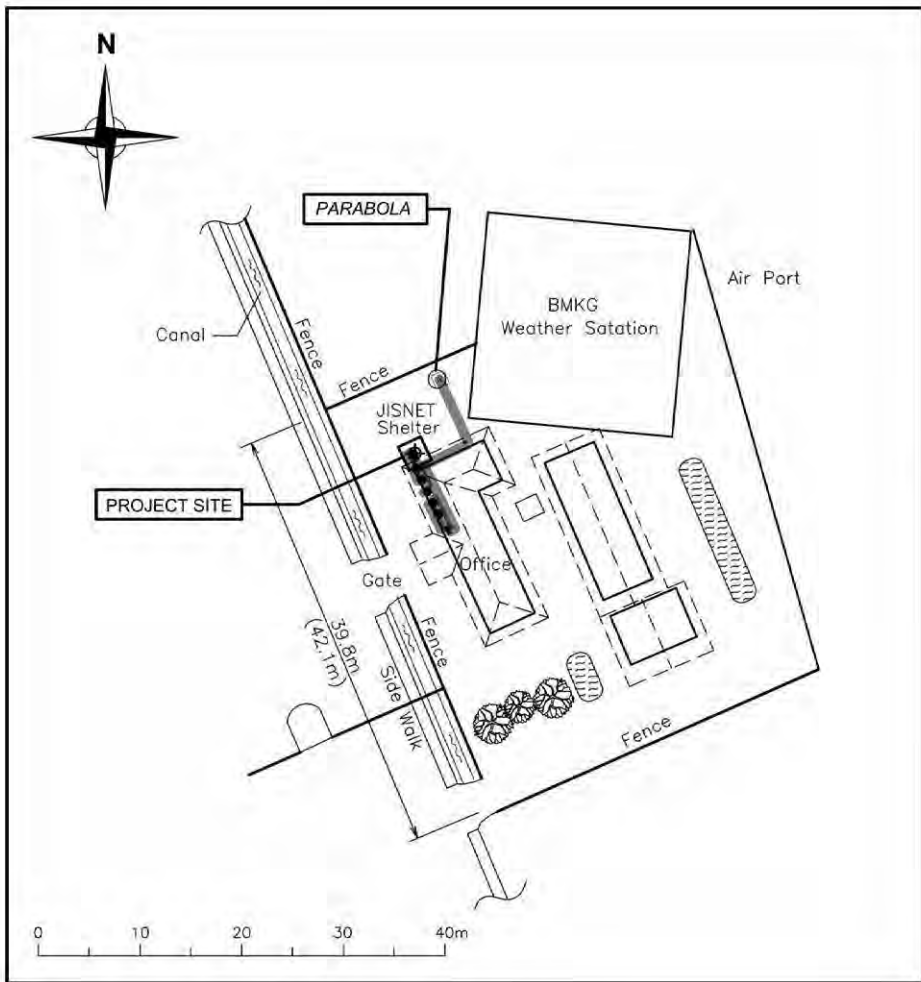 N
PARABOLA
Air Port
BMKG
Weather Satation
Canal
Fence
Fence
JISNET
Shelter
PROJECT SITE
Office
Gate
39.8m
(42.1m)
Fence
Side Walk
Fence
0 10 20 30 40m